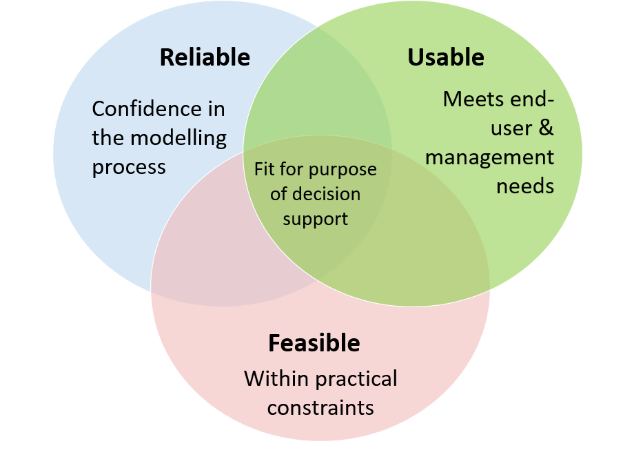 Reliable
Confidence in
the modelling
process
Usable
Meets end-
user &
management
needs
Fit for purpose
of decision
support
Feasible
Within practical
constraints